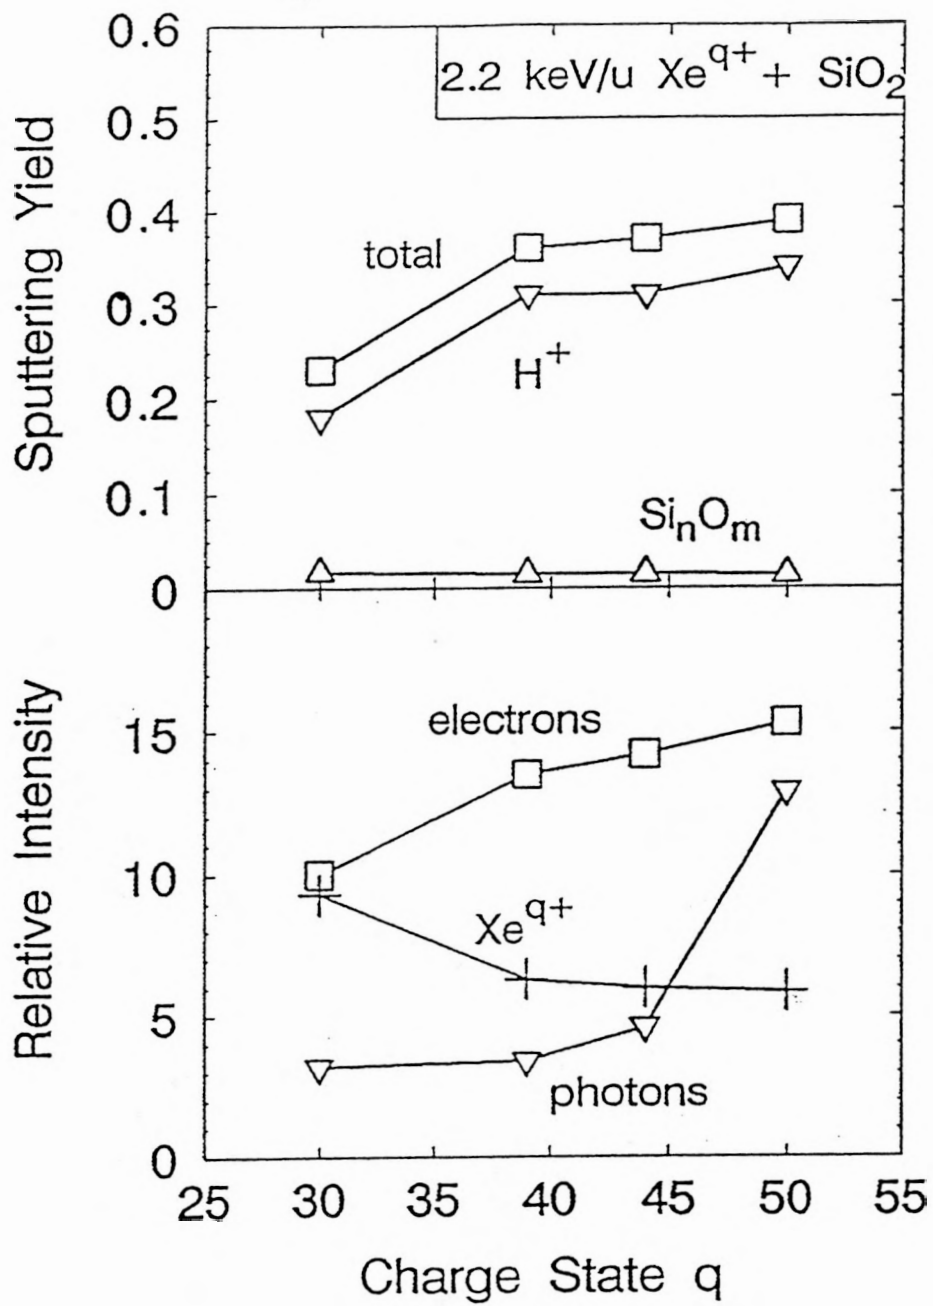 0.6
2.2 keV/u Xe^q+ + SiO₂
0.5
0.4
total
0.3
H⁺
0.2
0.1
SiₙOₘ
0
Sputtering Yield
electrons
15
10
Xe^q+
5
photons
0
Relative Intensity
25 30 35 40 45 50 55
Charge State q